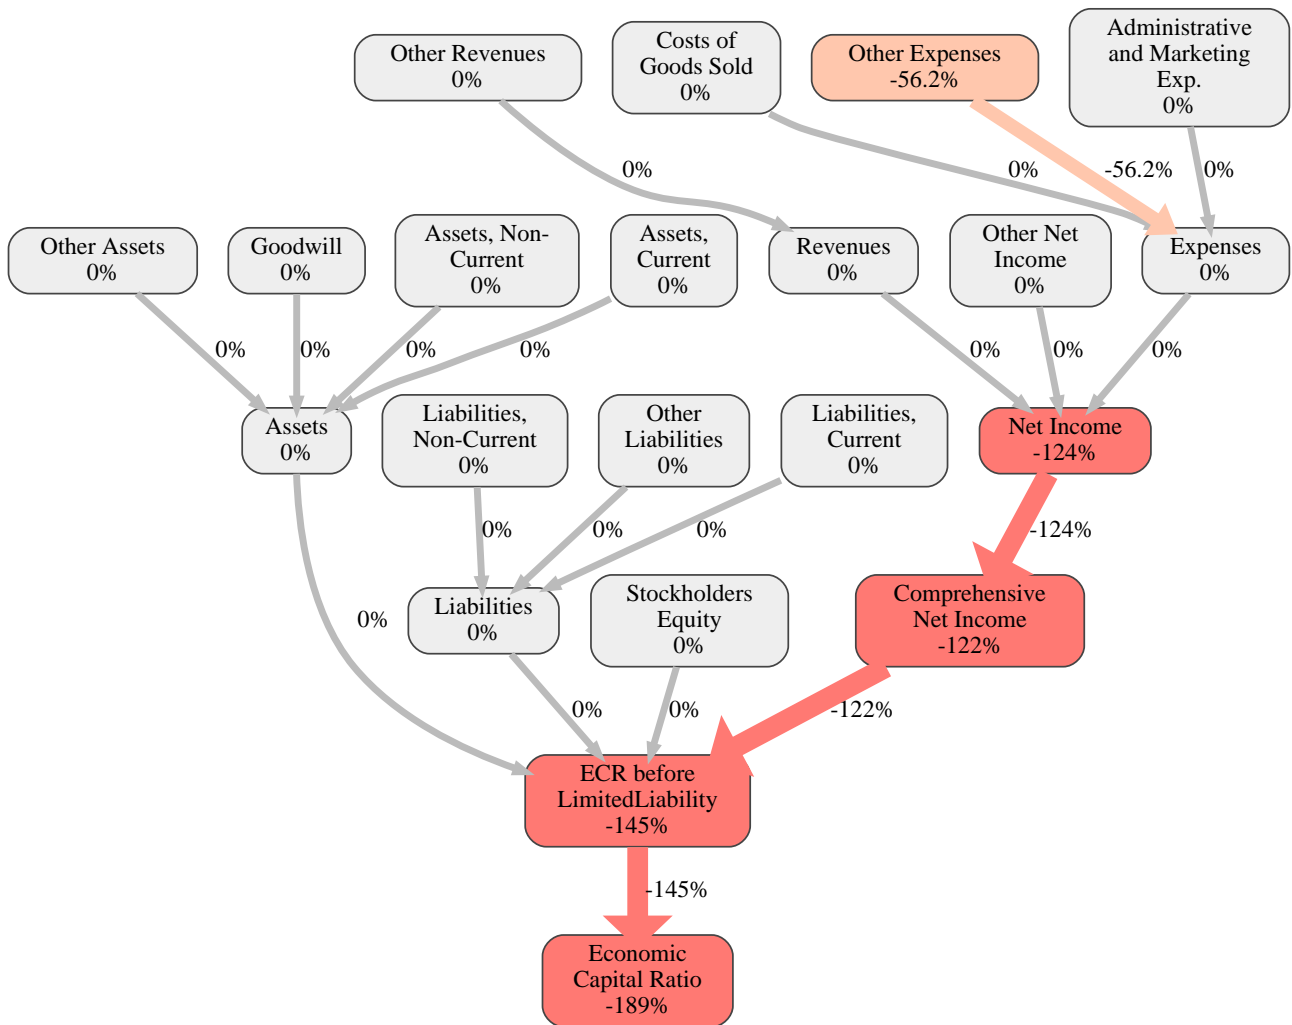 Other Revenues
0%
Costs of
Goods Sold
0%
Other Expenses
-56.2%
Administrative
and Marketing
Exp.
0%
0%
0%
-56.2%
0%
Other Assets
0%
Goodwill
0%
Assets, Non-
Current
0%
Assets,
Current
0%
Revenues
0%
Other Net
Income
0%
Expenses
0%
0%
0%
0%
0%
0%
0%
0%
Assets
0%
Liabilities,
Non-Current
0%
Other
Liabilities
0%
Liabilities,
Current
0%
Net Income
-124%
0%
0%
0%
-124%
Liabilities
0%
Stockholders
Equity
0%
Comprehensive
Net Income
-122%
0%
0%
0%
-122%
ECR before
LimitedLiability
-145%
-145%
Economic
Capital Ratio
-189%